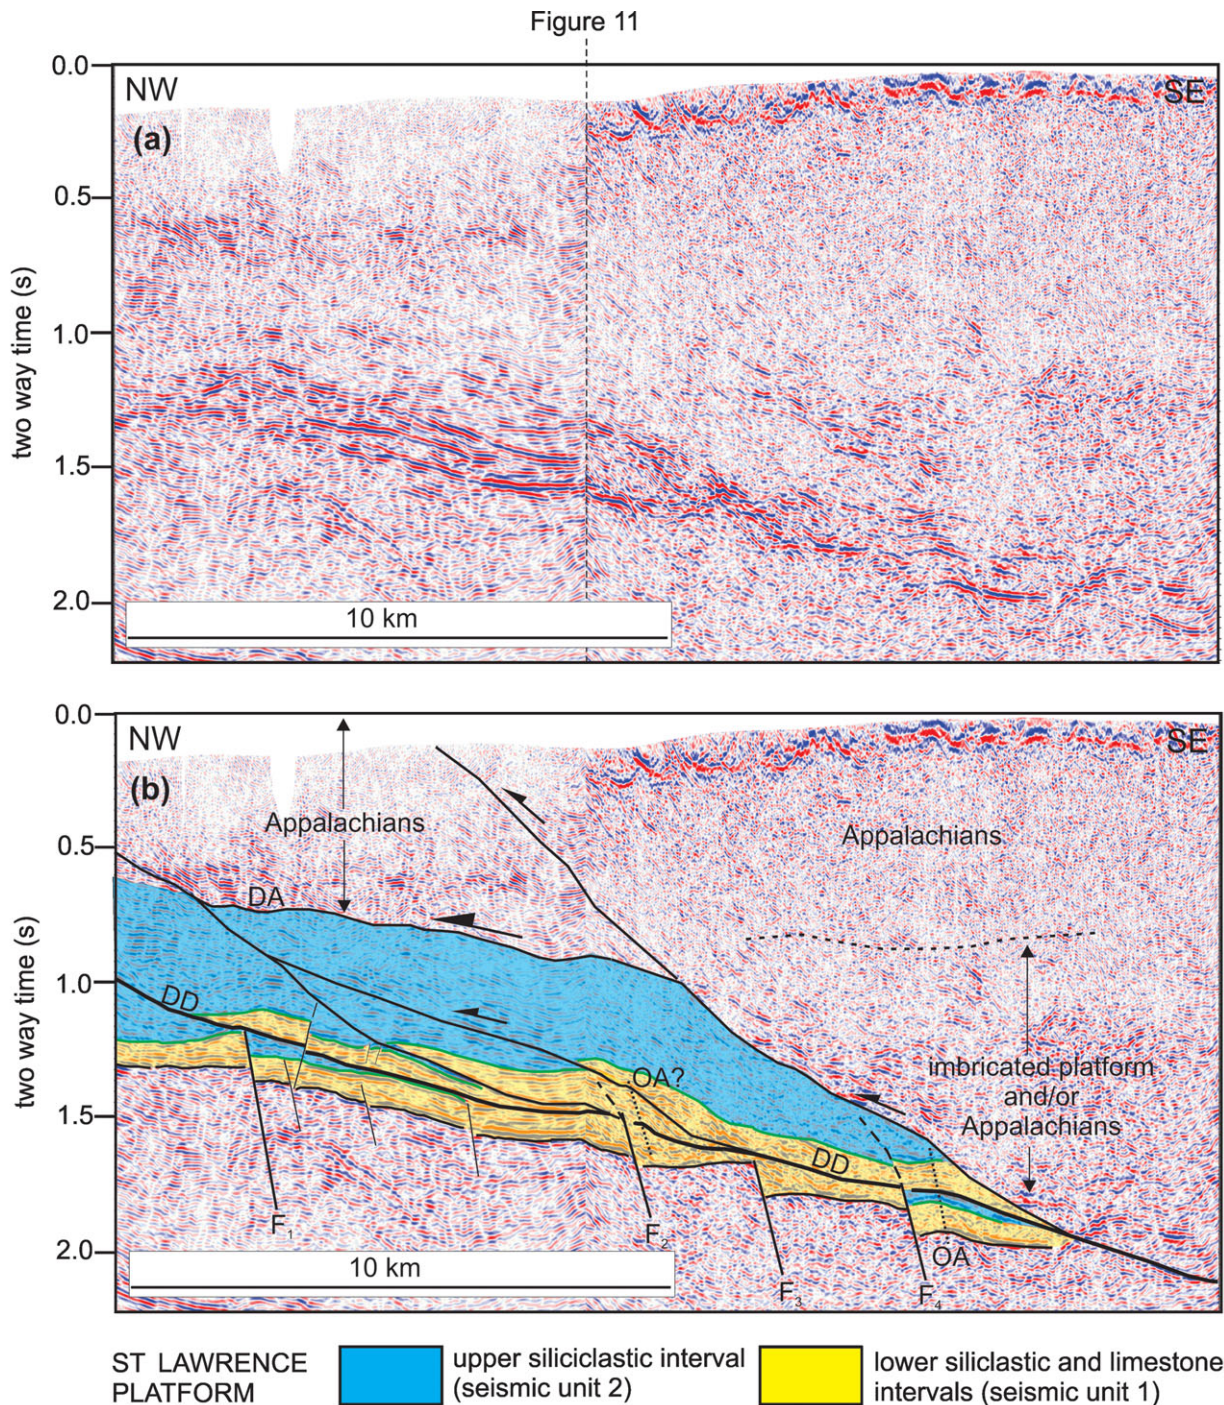 Figure 11
0.0
NW
SE
(a)
0.5
1.0
two way time (s)
1.5
2.0
10 km
0.0
NW
SE
(b)
Appalachians
Appalachians
0.5
DA
1.0
DD
two way time (s)
OA?
imbricated platform
and/or
Appalachians
1.5
DD
F1
F2
OA
2.0
10 km
F3
F4
ST LAWRENCE
PLATFORM
upper siliciclastic interval
(seismic unit 2)
lower siliclastic and limestone
intervals (seismic unit 1)